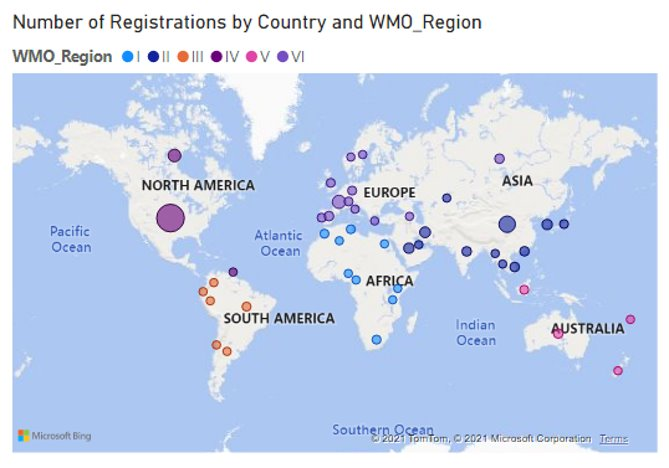 Number of Registrations by Country and WMO_Region
WMO_Region I II III IV V VI
NORTH AMERICA
EUROPE
ASIA
Pacific
Ocean
Atlantic
Ocean
AFRICA
SOUTH AMERICA
Indian
Ocean
AUSTRALIA
Southern Ocean
Microsoft Bing
© 2021 TomTom, © 2021 Microsoft Corporation Terms